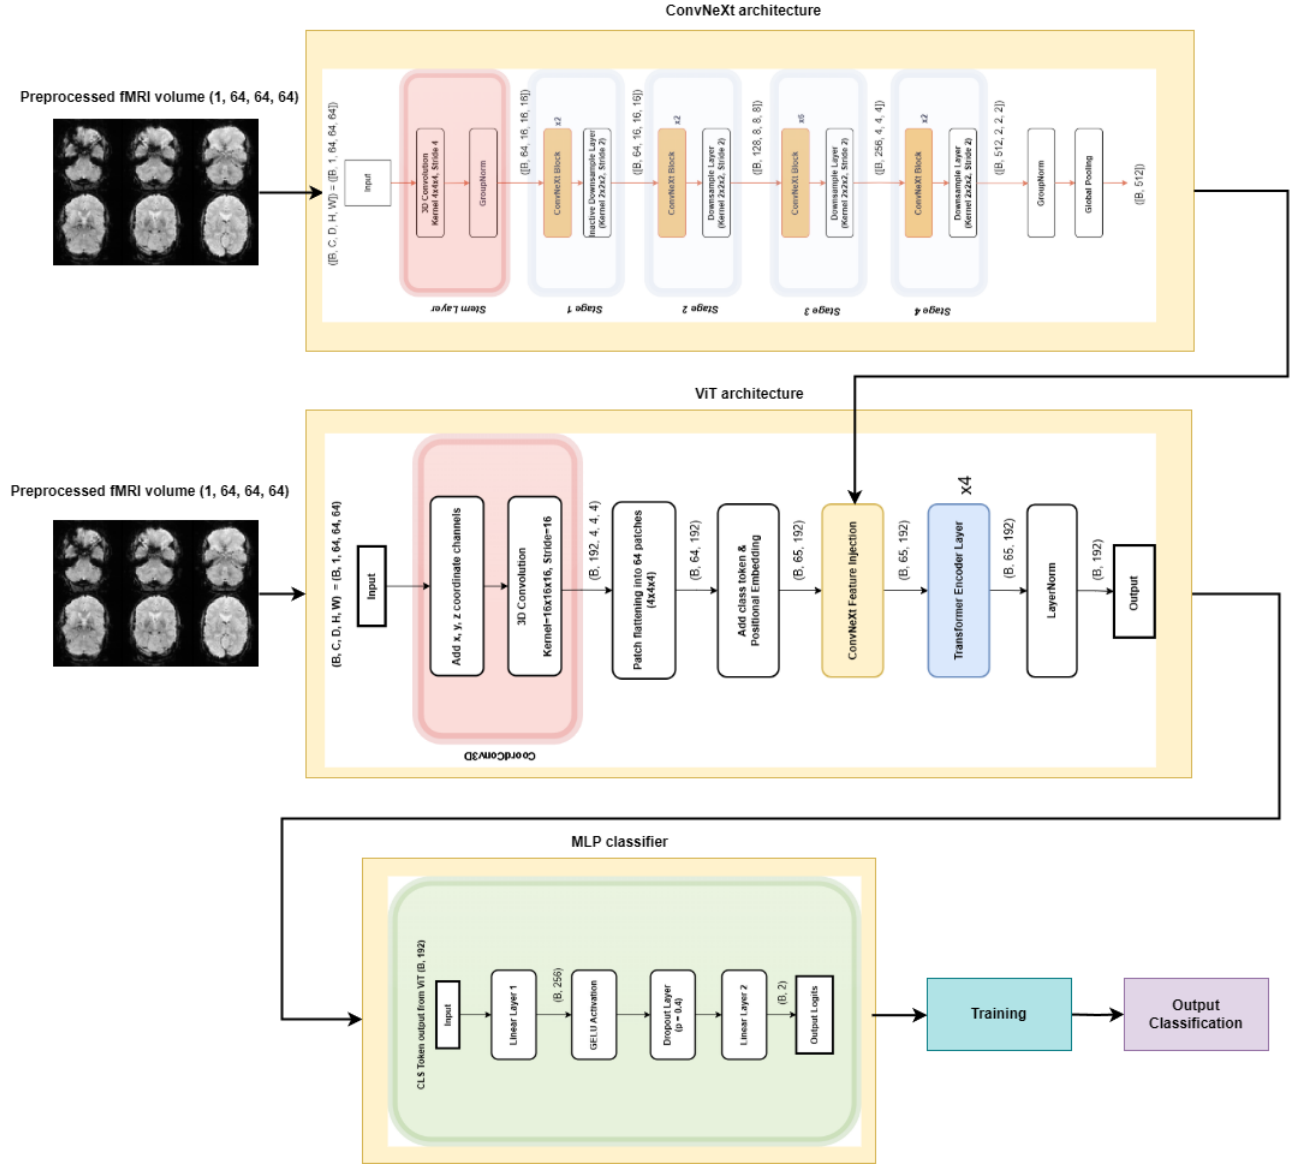 ConvNeXt architecture
Preprocessed fMRI volume (1, 64, 64, 64)
([B, C, D, H, W]) = ([B, 1, 64, 64, 64])
Input
3D Convolution
Kernel 4x4x4, Stride 4
GroupNorm
Stem Layer
([B, 64, 16, 16, 16])
x2
ConvNeXt Block
Inactive Downsample Layer
(Kernel 2x2x2, Stride 2)
Stage 1
([B, 64, 16, 16, 16])
x2
ConvNeXt Block
Downsample Layer
(Kernel 2x2x2, Stride 2)
Stage 2
([B, 128, 8, 8, 8])
x6
ConvNeXt Block
Downsample Layer
(Kernel 2x2x2, Stride 2)
Stage 3
([B, 256, 4, 4, 4])
x2
ConvNeXt Block
Downsample Layer
(Kernel 2x2x2, Stride 2)
Stage 4
([B, 512, 2, 2, 2])
GroupNorm
Global Pooling
([B, 512])
ViT architecture
Preprocessed fMRI volume (1, 64, 64, 64)
(B, C, D, H, W) = (B, 1, 64, 64, 64)
Input
Add x, y, z coordinate channels
3D Convolution
Kernel=16x16x16, Stride=16
CoordConv3D
(B, 192, 4, 4, 4)
Patch flattening into 64 patches
(4x4x4)
(B, 64, 192)
Add class token &
Positional Embedding
(B, 65, 192)
ConvNeXt Feature Injection
(B, 65, 192)
Transformer Encoder Layer
x4
(B, 65, 192)
LayerNorm
(B, 192)
Output
MLP classifier
CLS Token output from ViT (B, 192)
Input
Linear Layer 1
(B, 256)
GELU Activation
Dropout Layer
(p = 0.4)
Linear Layer 2
(B, 2)
Output Logits
Training
Output
Classification